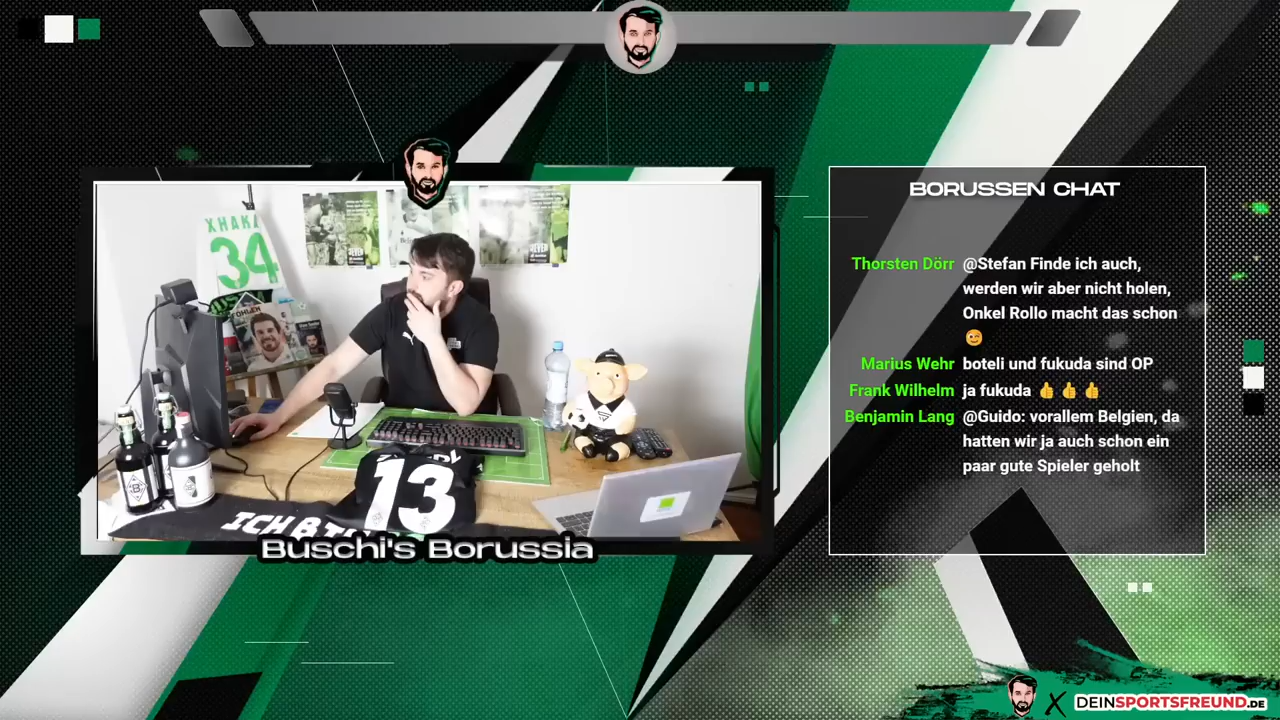 BORUSSEN CHAT
XHAKA
34
Thorsten Dörr @Stefan Finde ich auch,
werden wir aber nicht holen,
Onkel Rollo macht das schon
😊
Marius Wehr boteli und fukuda sind OP
Frank Wilhelm ja fukuda 👍👍👍
Benjamin Lang @Guido: vorallem Belgien, da
hatten wir ja auch schon ein
paar gute Spieler geholt
13
ICH BIN
Buschi's Borussia
X DEINSPORTSFREUND.DE